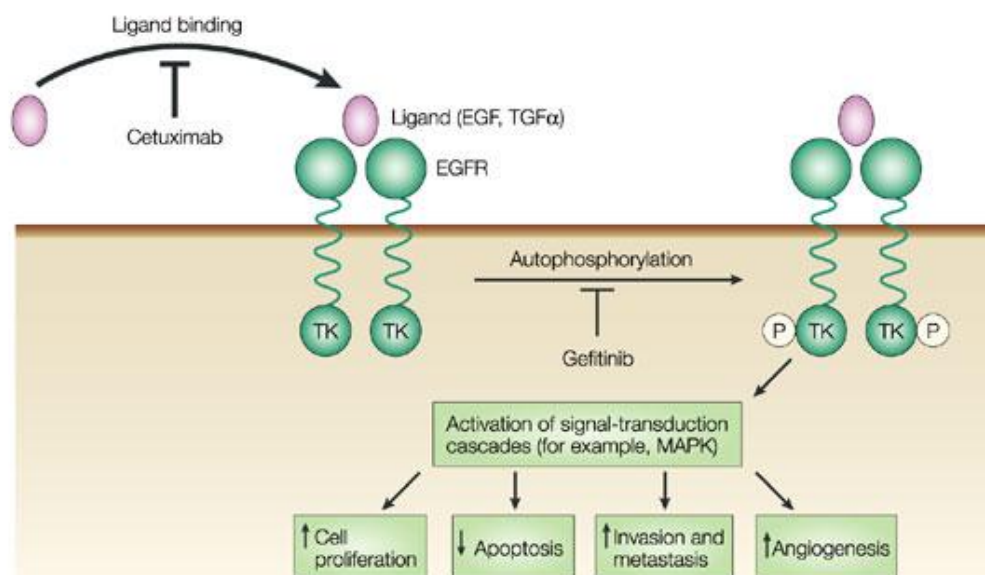 Ligand binding
Cetuximab
Ligand (EGF, TGFα)
EGFR
Autophosphorylation
TK TK
P TK TK P
Gefitinib
Activation of signal-transduction
cascades (for example, MAPK)
↑ Cell
proliferation
↓ Apoptosis
↑ Invasion and
metastasis
↑ Angiogenesis